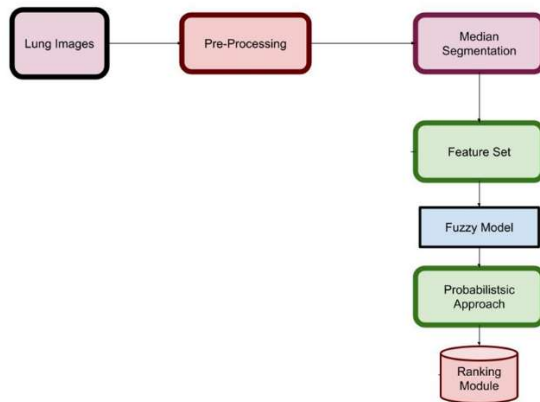 Lung Images
Pre-Processing
Median
Segmentation
Feature Set
Fuzzy Model
Probabilistsic
Approach
Ranking
Module